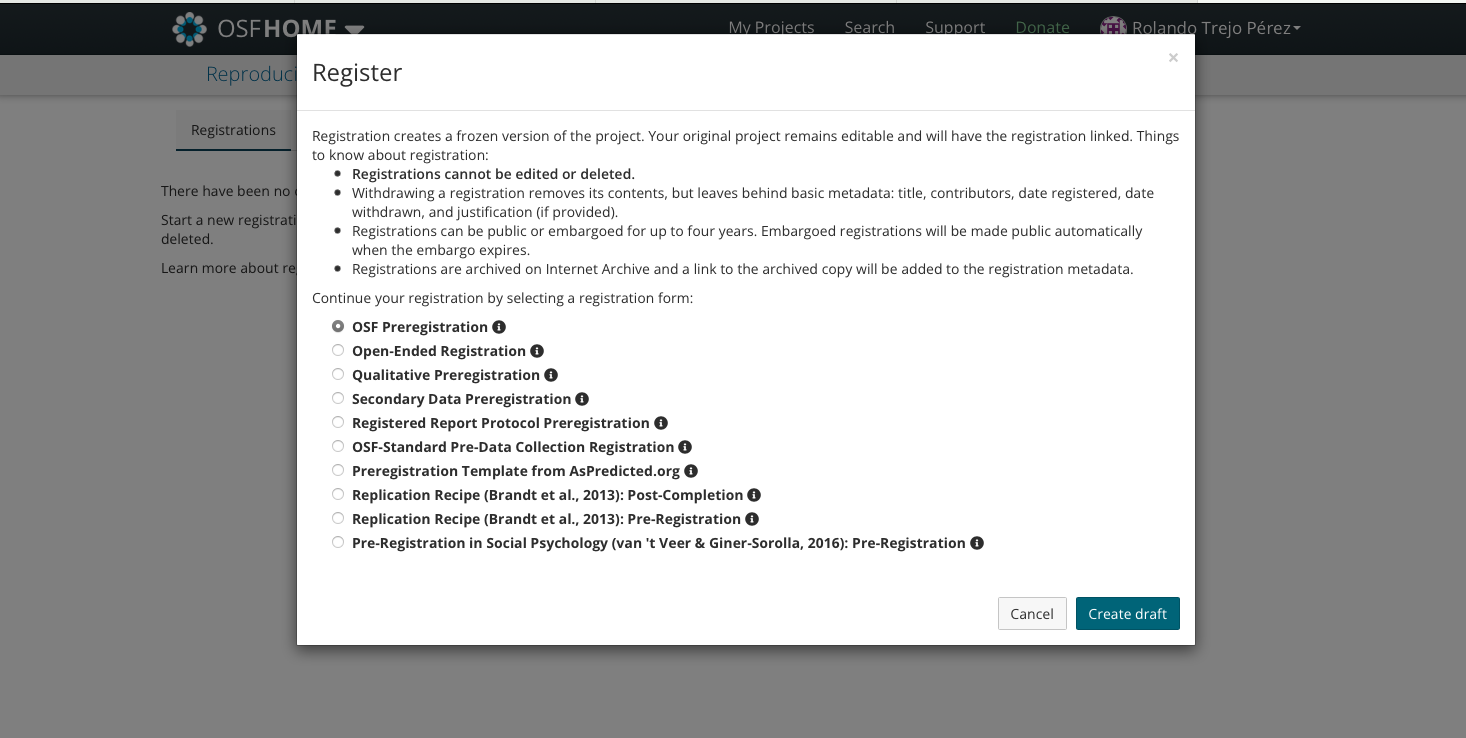 OSFHOME
My Projects Search Support Donate Rolando Trejo Pérez
Reproduci
Register
×
Registrations
Registration creates a frozen version of the project. Your original project remains editable and will have the registration linked. Things
to know about registration:
Registrations cannot be edited or deleted.
Withdrawing a registration removes its contents, but leaves behind basic metadata: title, contributors, date registered, date
withdrawn, and justification (if provided).
Registrations can be public or embargoed for up to four years. Embargoed registrations will be made public automatically
when the embargo expires.
Registrations are archived on Internet Archive and a link to the archived copy will be added to the registration metadata.
There have been no
Start a new registrati
deleted.
Learn more about re
Continue your registration by selecting a registration form:
OSF Preregistration
Open-Ended Registration
Qualitative Preregistration
Secondary Data Preregistration
Registered Report Protocol Preregistration
OSF-Standard Pre-Data Collection Registration
Preregistration Template from AsPredicted.org
Replication Recipe (Brandt et al., 2013): Post-Completion
Replication Recipe (Brandt et al., 2013): Pre-Registration
Pre-Registration in Social Psychology (van 't Veer & Giner-Sorolla, 2016): Pre-Registration
Cancel
Create draft